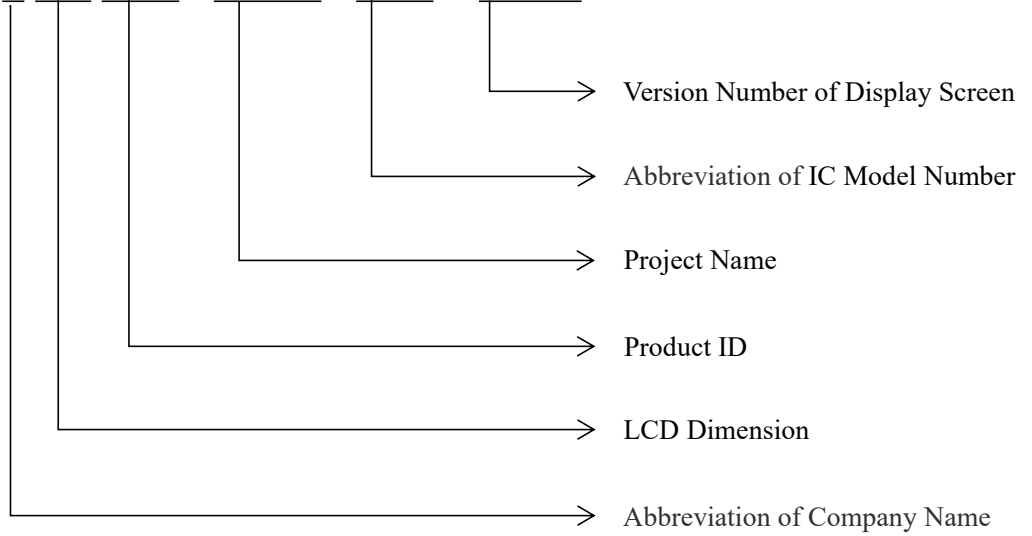 Version Number of Display Screen
Abbreviation of IC Model Number
Project Name
Product ID
LCD Dimension
Abbreviation of Company Name